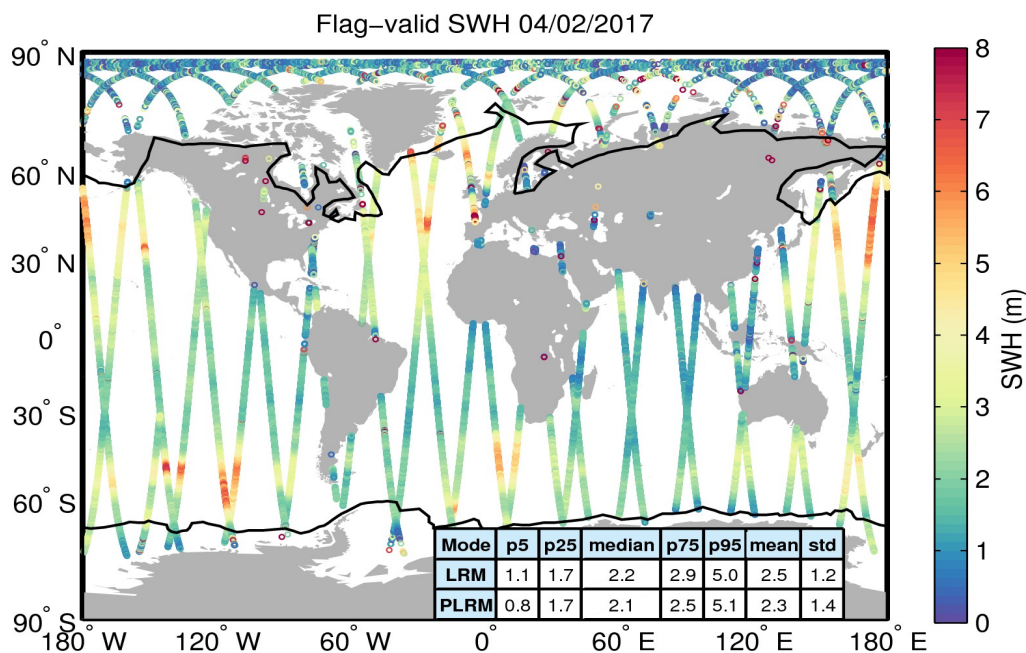 Flag−valid SWH 04/02/2017
90° N
60° N
30° N
0°
30° S
60° S
90° S
180° W
120° W
60° W
0°
60° E
120° E
180° E
8
7
6
5
4
3
2
1
0
SWH (m)
Mode p5 p25 median p75 p95 mean std
LRM 1.1 1.7 2.2 2.9 5.0 2.5 1.2
PLRM 0.8 1.7 2.1 2.5 5.1 2.3 1.4